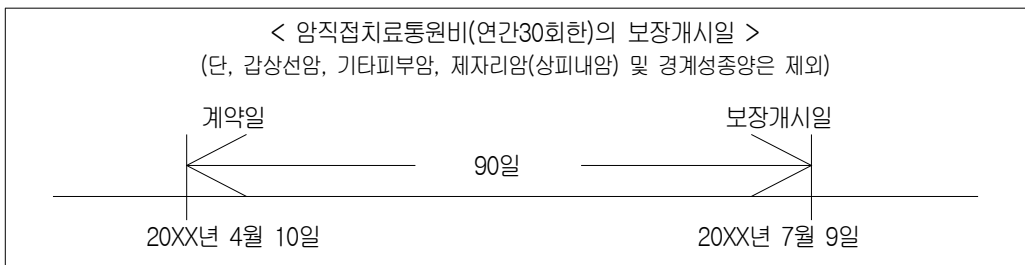 < 암직접치료통원비(연간30회한)의 보장개시일 >
(단, 갑상선암, 기타피부암, 제자리암(상피내암) 및 경계성종양은 제외)
계약일 보장개시일
90일
20XX년 4월 10일 20XX년 7월 9일